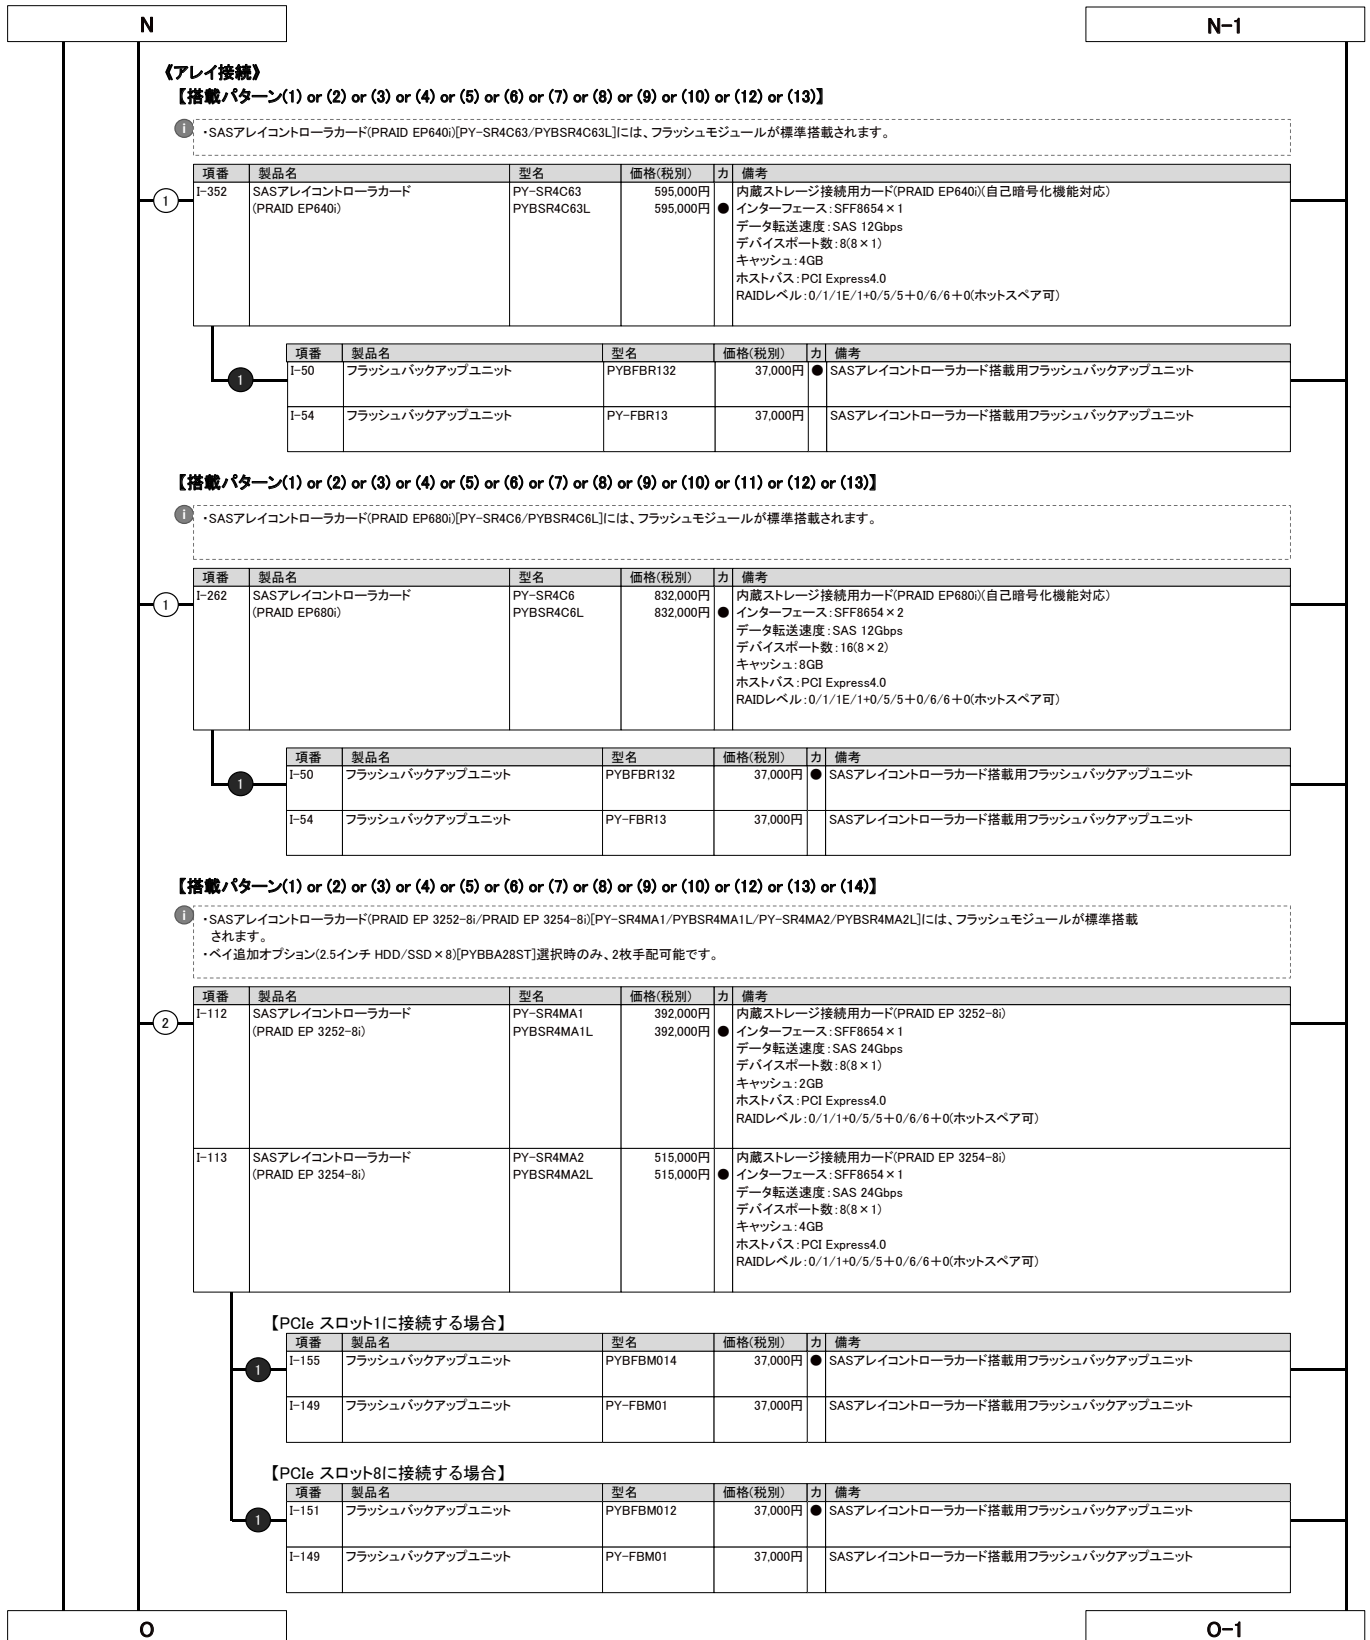 N
N-1
《アレイ接続》
【搭載パターン(1) or (2) or (3) or (4) or (5) or (6) or (7) or (8) or (9) or (10) or (12) or (13)】
i ・SASアレイコントローラカード(PRAID EP640i)[PY-SR4C63/PYBSR4C63L]には、フラッシュモジュールが標準搭載されます。
項番 製品名 型名 価格(税別) カ 備考
1 I-352 SASアレイコントローラカード PY-SR4C63 595,000円 内蔵ストレージ接続用カード(PRAID EP640i)(自己暗号化機能対応)
(PRAID EP640i) PYBSR4C63L 595,000円 ● インターフェース:SFF8654×1
データ転送速度:SAS 12Gbps
デバイスポート数:8(8×1)
キャッシュ:4GB
ホストバス:PCI Express4.0
RAIDレベル:0/1/1E/1+0/5/5+0/6/6+0(ホットスペア可)
項番 製品名 型名 価格(税別) カ 備考
1 I-50 フラッシュバックアップユニット PYBFBR132 37,000円 ● SASアレイコントローラカード搭載用フラッシュバックアップユニット
I-54 フラッシュバックアップユニット PY-FBR13 37,000円 SASアレイコントローラカード搭載用フラッシュバックアップユニット
【搭載パターン(1) or (2) or (3) or (4) or (5) or (6) or (7) or (8) or (9) or (10) or (11) or (12) or (13)】
i ・SASアレイコントローラカード(PRAID EP680i)[PY-SR4C6/PYBSR4C6L]には、フラッシュモジュールが標準搭載されます。
項番 製品名 型名 価格(税別) カ 備考
1 I-262 SASアレイコントローラカード PY-SR4C6 832,000円 内蔵ストレージ接続用カード(PRAID EP680i)(自己暗号化機能対応)
(PRAID EP680i) PYBSR4C6L 832,000円 ● インターフェース:SFF8654×2
データ転送速度:SAS 12Gbps
デバイスポート数:16(8×2)
キャッシュ:8GB
ホストバス:PCI Express4.0
RAIDレベル:0/1/1E/1+0/5/5+0/6/6+0(ホットスペア可)
項番 製品名 型名 価格(税別) カ 備考
1 I-50 フラッシュバックアップユニット PYBFBR132 37,000円 ● SASアレイコントローラカード搭載用フラッシュバックアップユニット
I-54 フラッシュバックアップユニット PY-FBR13 37,000円 SASアレイコントローラカード搭載用フラッシュバックアップユニット
【搭載パターン(1) or (2) or (3) or (4) or (5) or (6) or (7) or (8) or (9) or (10) or (12) or (13) or (14)】
i ・SASアレイコントローラカード(PRAID EP 3252-8i/PRAID EP 3254-8i)[PY-SR4MA1/PYBSR4MA1L/PY-SR4MA2/PYBSR4MA2L]には、フラッシュモジュールが標準搭載
されます。
・ベイ追加オプション(2.5インチ HDD/SSD×8)[PYBBA28ST]選択時のみ、2枚手配可能です。
項番 製品名 型名 価格(税別) カ 備考
2 I-112 SASアレイコントローラカード PY-SR4MA1 392,000円 内蔵ストレージ接続用カード(PRAID EP 3252-8i)
(PRAID EP 3252-8i) PYBSR4MA1L 392,000円 ● インターフェース:SFF8654×1
データ転送速度:SAS 24Gbps
デバイスポート数:8(8×1)
キャッシュ:2GB
ホストバス:PCI Express4.0
RAIDレベル:0/1/1+0/5/5+0/6/6+0(ホットスペア可)
I-113 SASアレイコントローラカード PY-SR4MA2 515,000円 内蔵ストレージ接続用カード(PRAID EP 3254-8i)
(PRAID EP 3254-8i) PYBSR4MA2L 515,000円 ● インターフェース:SFF8654×1
データ転送速度:SAS 24Gbps
デバイスポート数:8(8×1)
キャッシュ:4GB
ホストバス:PCI Express4.0
RAIDレベル:0/1/1+0/5/5+0/6/6+0(ホットスペア可)
【PCIe スロット1に接続する場合】
項番 製品名 型名 価格(税別) カ 備考
1 I-155 フラッシュバックアップユニット PYBFBM014 37,000円 ● SASアレイコントローラカード搭載用フラッシュバックアップユニット
I-149 フラッシュバックアップユニット PY-FBM01 37,000円 SASアレイコントローラカード搭載用フラッシュバックアップユニット
【PCIe スロット8に接続する場合】
項番 製品名 型名 価格(税別) カ 備考
1 I-151 フラッシュバックアップユニット PYBFBM012 37,000円 ● SASアレイコントローラカード搭載用フラッシュバックアップユニット
I-149 フラッシュバックアップユニット PY-FBM01 37,000円 SASアレイコントローラカード搭載用フラッシュバックアップユニット
O
O-1